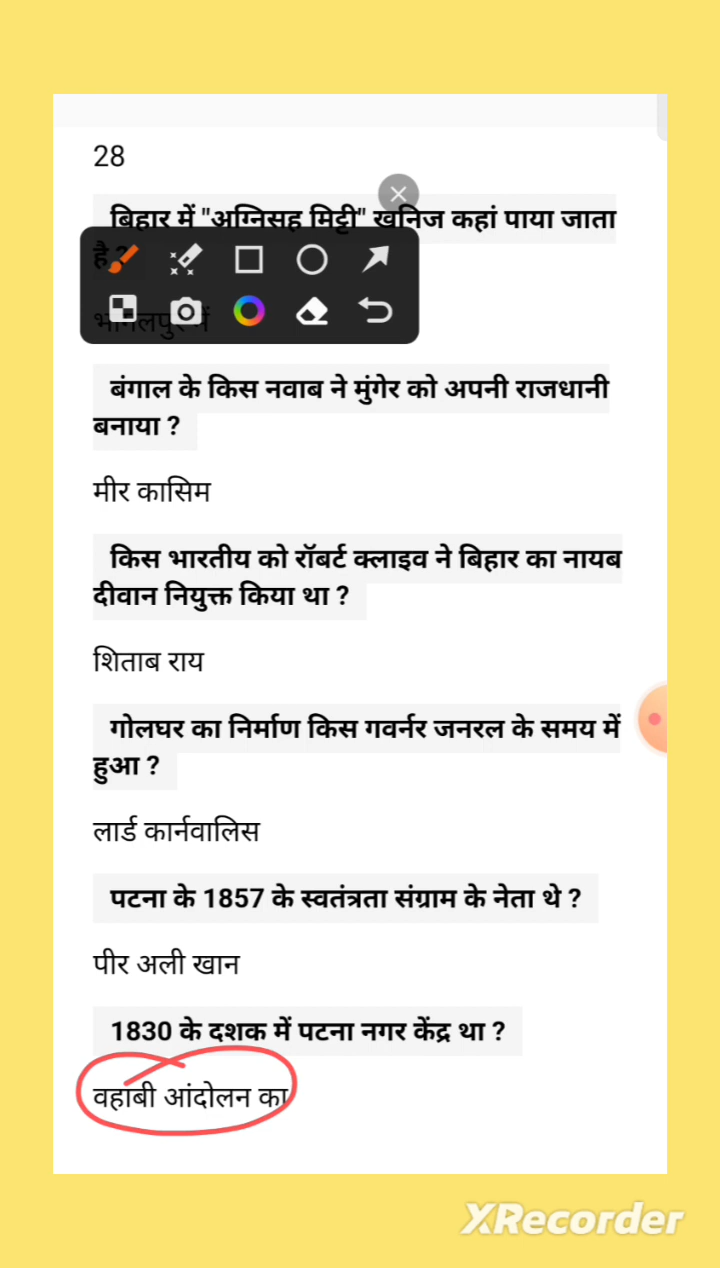 28
बिहार में "अग्निसह मिट्टी" खनिज कहां पाया जाता
है ?
भागलपुर में
बंगाल के किस नवाब ने मुंगेर को अपनी राजधानी
बनाया ?
मीर कासिम
किस भारतीय को रॉबर्ट क्लाइव ने बिहार का नायब
दीवान नियुक्त किया था ?
शिताब राय
गोलघर का निर्माण किस गवर्नर जनरल के समय में
हुआ ?
लार्ड कार्नवालिस
पटना के 1857 के स्वतंत्रता संग्राम के नेता थे ?
पीर अली खान
1830 के दशक में पटना नगर केंद्र था ?
वहाबी आंदोलन का
XRecorder